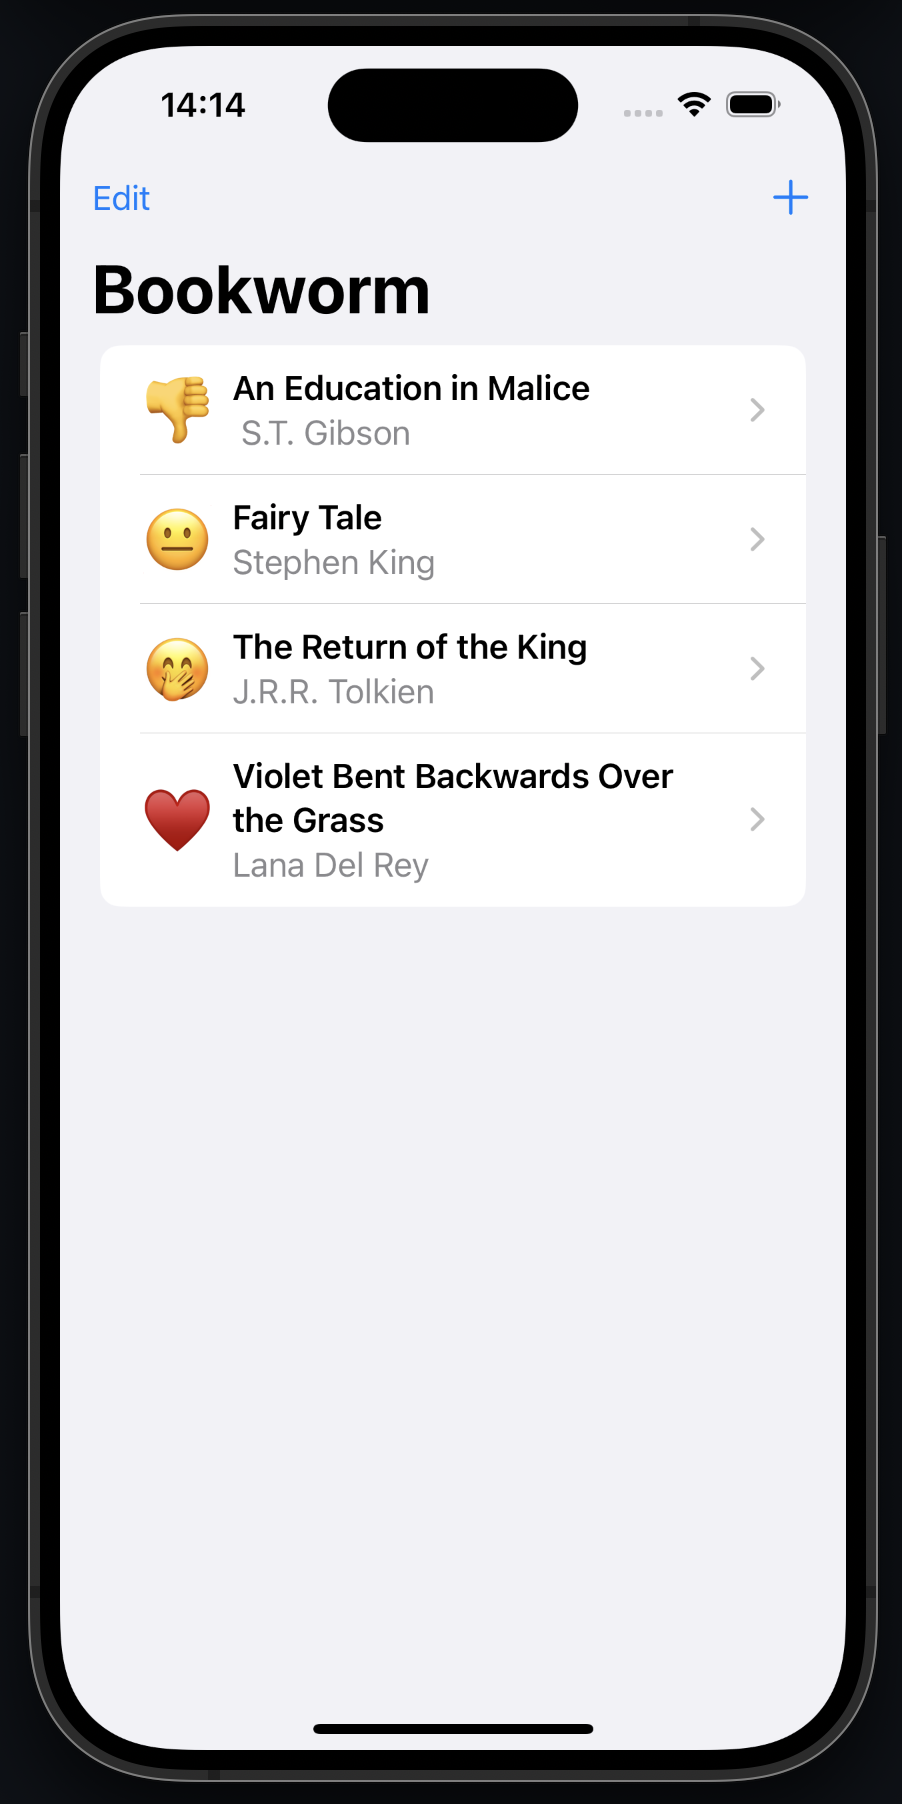 14:14
Edit
Bookworm
An Education in Malice
S.T. Gibson
Fairy Tale
Stephen King
The Return of the King
J.R.R. Tolkien
Violet Bent Backwards Over
the Grass
Lana Del Rey